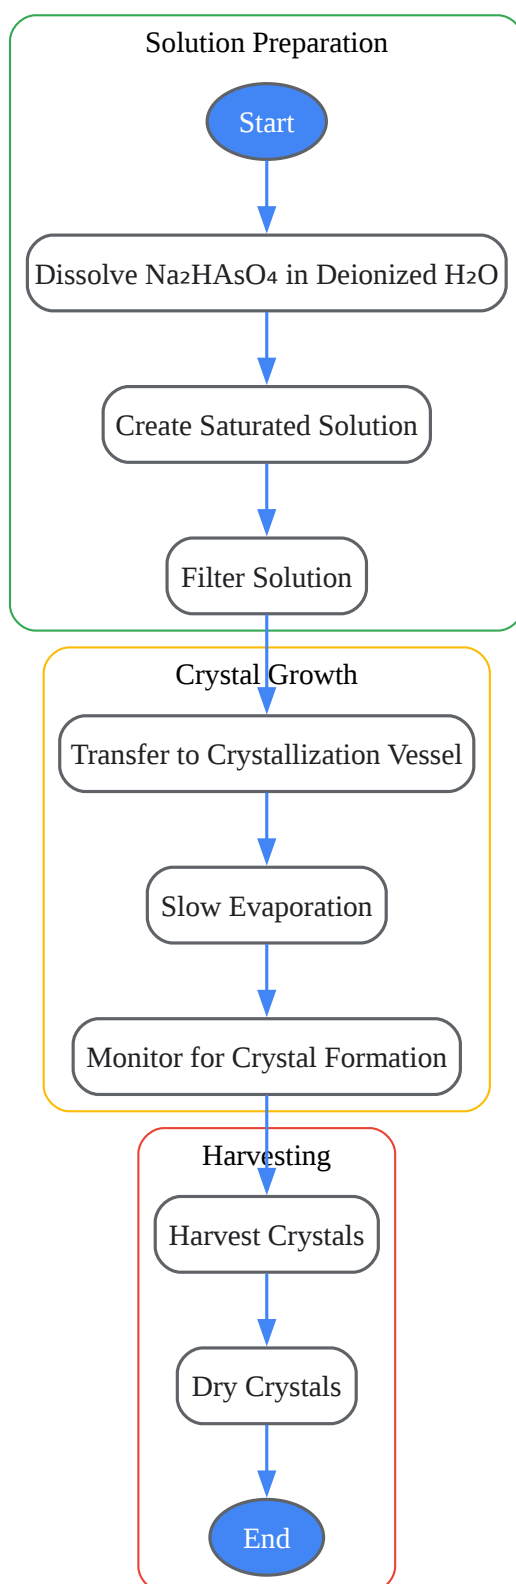 Solution Preparation
Start
Dissolve Na₂HAsO₄ in Deionized H₂O
Create Saturated Solution
Filter Solution
Crystal Growth
Transfer to Crystallization Vessel
Slow Evaporation
Monitor for Crystal Formation
Harvesting
Harvest Crystals
Dry Crystals
End